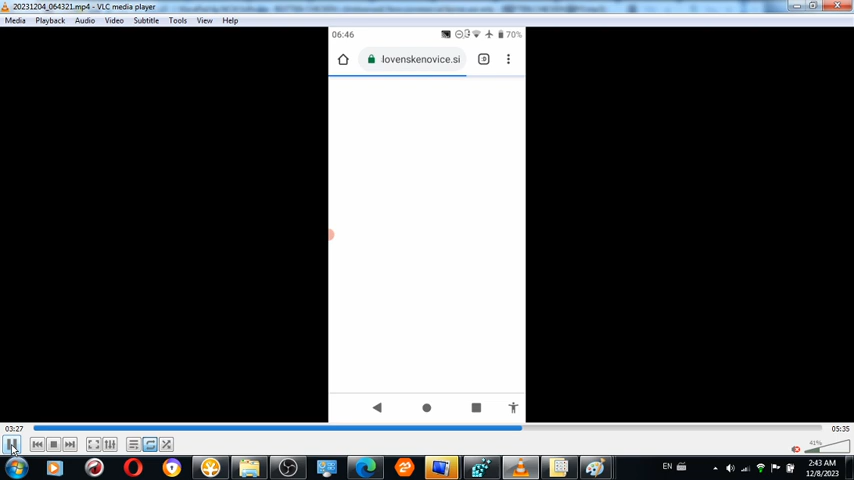 20231204_064321.mp4 - VLC media player
Media Playback Audio Video Subtitle Tools View Help
06:46
70%
lovenskenovice.si
:D
03:27
05:35
41%
EN
2:43 AM
12/8/2023